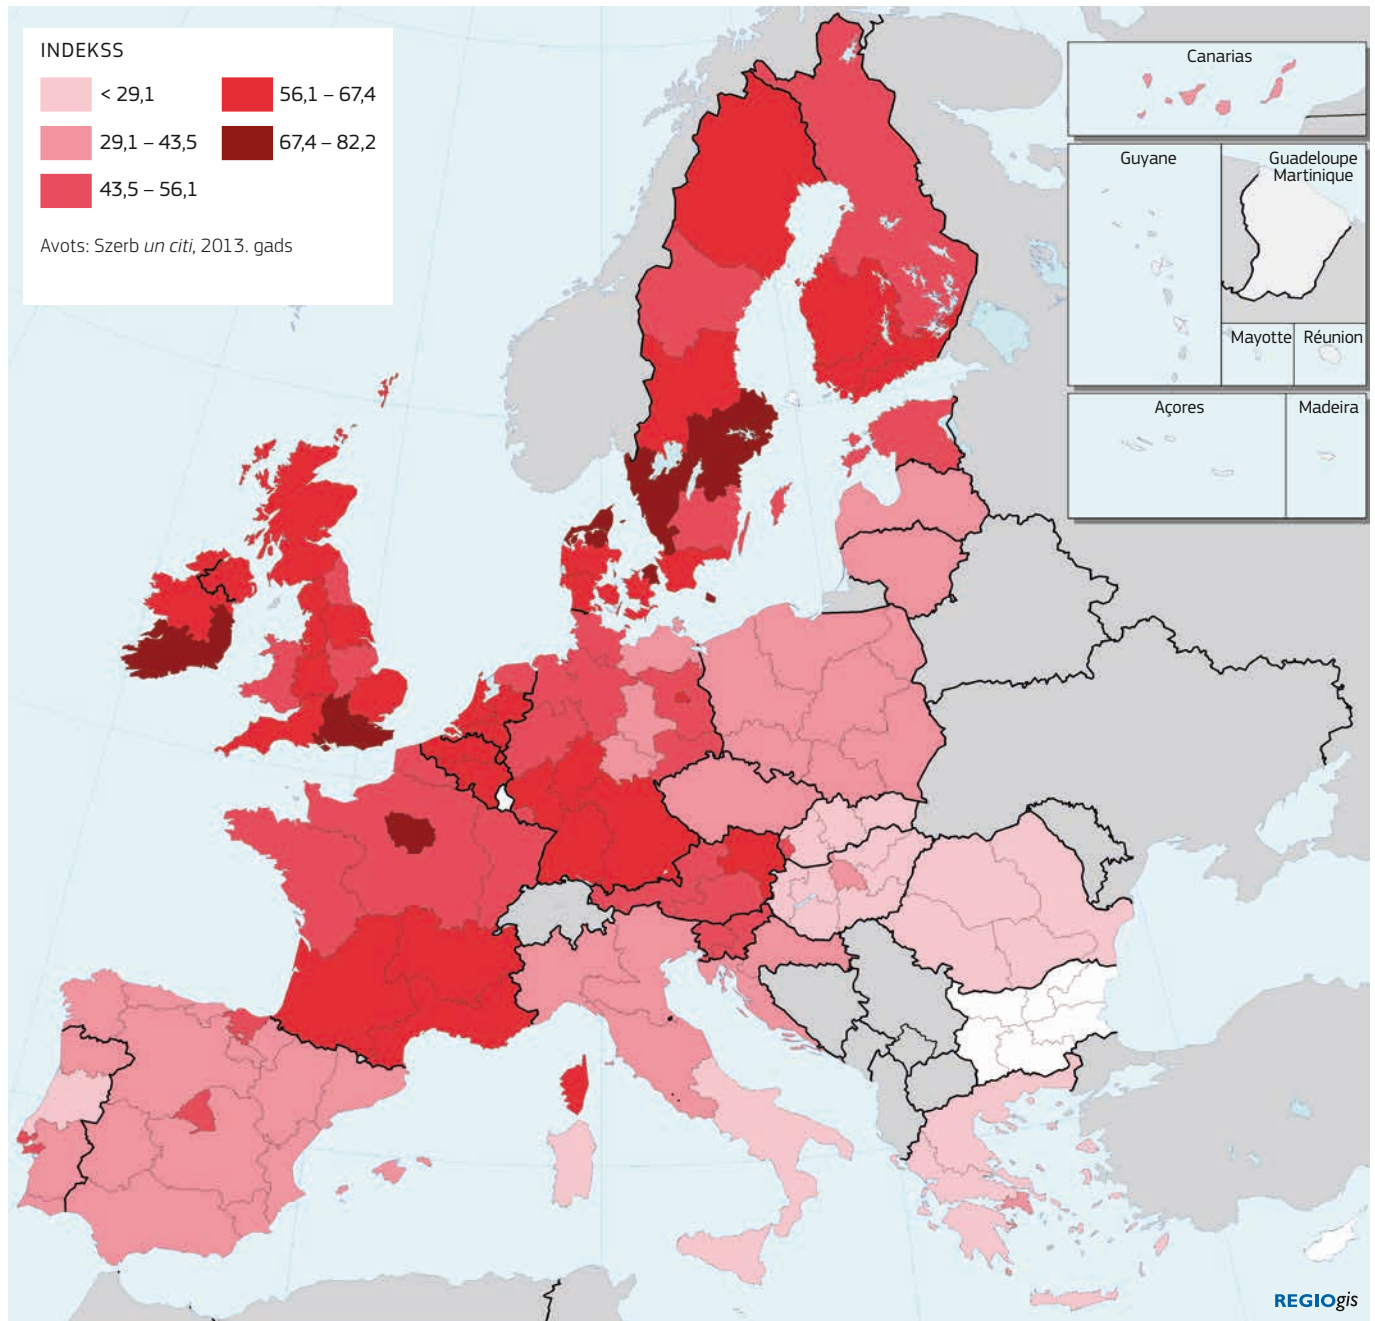 INDEKSS
< 29,1
29,1 – 43,5
43,5 – 56,1
56,1 – 67,4
67,4 – 82,2
Avots: Szerb un citi, 2013. gads
Canarias
Guyane
Guadeloupe
Martinique
Mayotte
Réunion
Açores
Madeira
REGIOgis